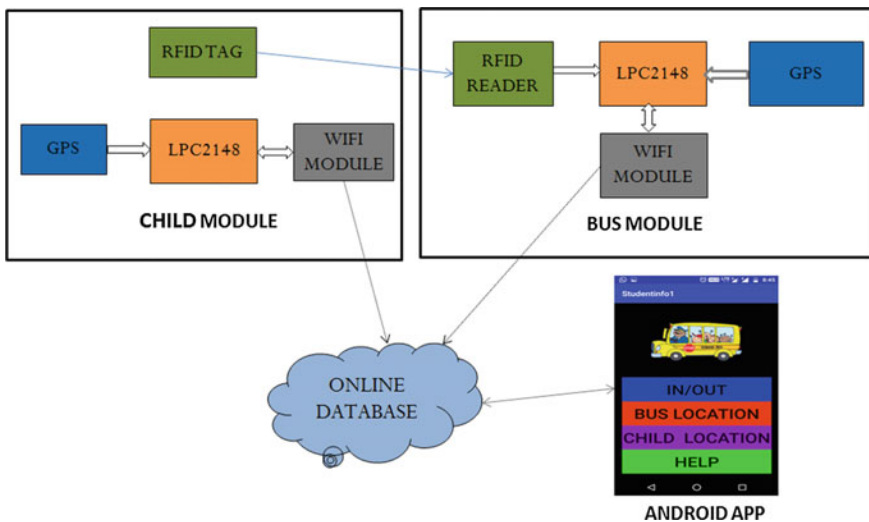 RFID TAG
GPS
LPC2148
WIFI
MODULE
CHILD MODULE
RFID
READER
LPC2148
GPS
WIFI
MODULE
BUS MODULE
ONLINE
DATABASE
Studentinfo1
IN/OUT
BUS LOCATION
CHILD LOCATION
HELP
ANDROID APP